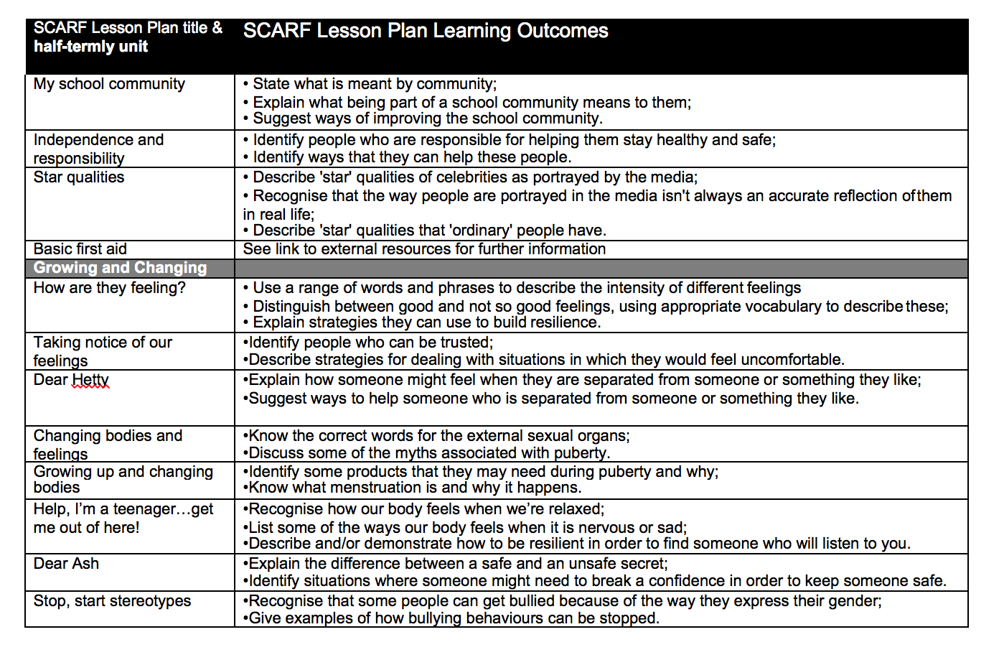 SCARF Lesson Plan title &
half-termly unit
SCARF Lesson Plan Learning Outcomes
My school community
• State what is meant by community;
• Explain what being part of a school community means to them;
• Suggest ways of improving the school community.
Independence and
responsibility
• Identify people who are responsible for helping them stay healthy and safe;
• Identify ways that they can help these people.
Star qualities
• Describe 'star' qualities of celebrities as portrayed by the media;
• Recognise that the way people are portrayed in the media isn't always an accurate reflection of them
in real life;
• Describe 'star' qualities that 'ordinary' people have.
Basic first aid
See link to external resources for further information
Growing and Changing
How are they feeling?
• Use a range of words and phrases to describe the intensity of different feelings
• Distinguish between good and not so good feelings, using appropriate vocabulary to describe these;
• Explain strategies they can use to build resilience.
Taking notice of our
feelings
•Identify people who can be trusted;
•Describe strategies for dealing with situations in which they would feel uncomfortable.
Dear Hetty
•Explain how someone might feel when they are separated from someone or something they like;
•Suggest ways to help someone who is separated from someone or something they like.
Changing bodies and
feelings
•Know the correct words for the external sexual organs;
•Discuss some of the myths associated with puberty.
Growing up and changing
bodies
•Identify some products that they may need during puberty and why;
•Know what menstruation is and why it happens.
Help, I’m a teenager…get
me out of here!
•Recognise how our body feels when we’re relaxed;
•List some of the ways our body feels when it is nervous or sad;
•Describe and/or demonstrate how to be resilient in order to find someone who will listen to you.
Dear Ash
•Explain the difference between a safe and an unsafe secret;
•Identify situations where someone might need to break a confidence in order to keep someone safe.
Stop, start stereotypes
•Recognise that some people can get bullied because of the way they express their gender;
•Give examples of how bullying behaviours can be stopped.